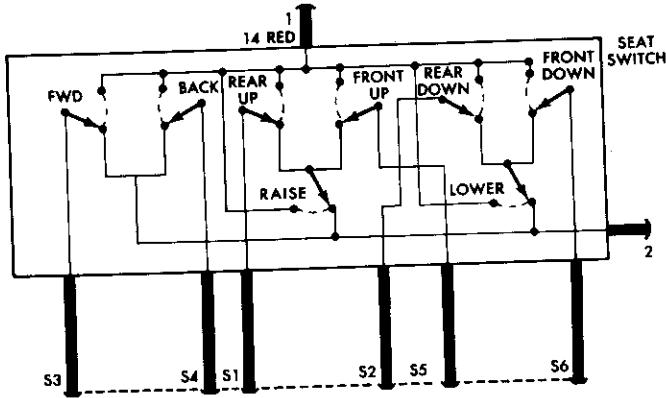 1
14 RED
SEAT
SWITCH
FWD
BACK
REAR
UP
FRONT
UP
REAR
DOWN
FRONT
DOWN
RAISE
LOWER
2
S3
S4
S1
S2
S5
S6